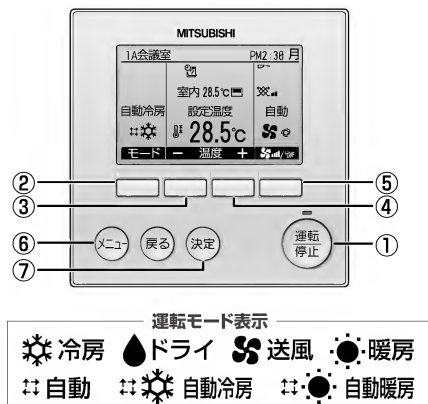 MITSUBISHI
1A会議室 PM2:30 月
室内 28.5℃
自動冷房 設定温度 自動
28.5℃
モード － 温度 ＋
② ⑤
③ ④
⑥ メニュー 戻る 決定 運転 停止 ①
⑦
運転モード表示
冷房 ドライ 送風 暖房
自動 自動冷房 自動暖房